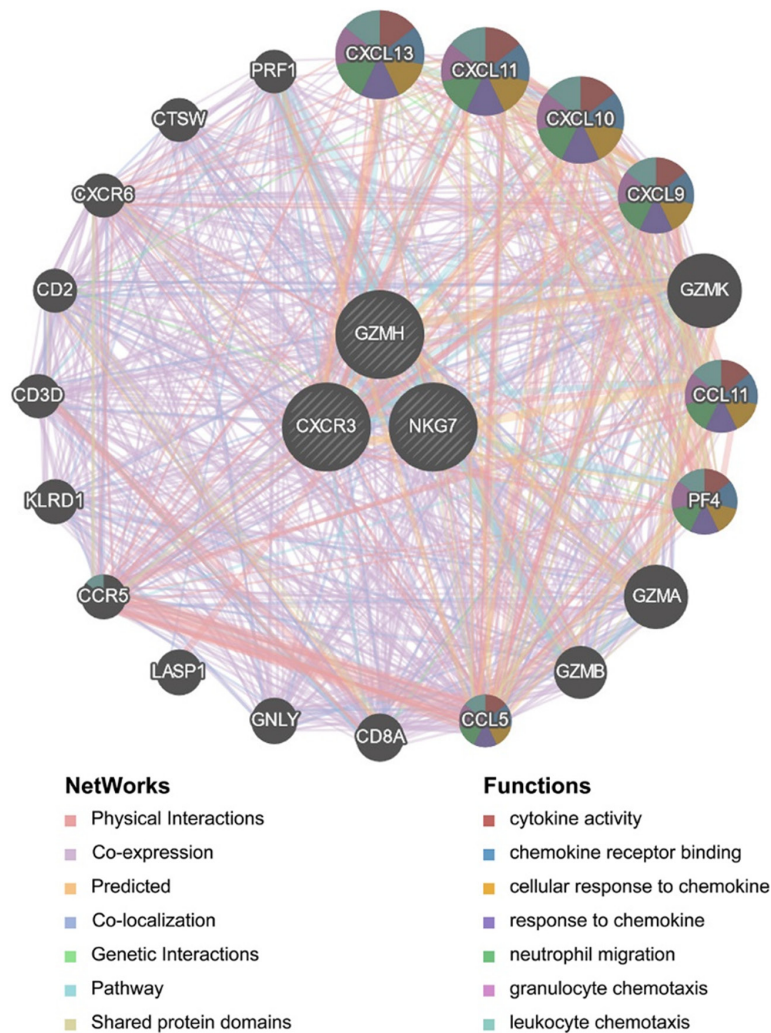 CXCL13
PRF1
CXCL11
CTSW
CXCL10
CXCR6
CXCL9
CD2
GZMK
GZMH
CD3D
CCL11
CXCR3
NKG7
KLRD1
PF4
CCR5
GZMA
LASP1
GZMB
GNLY
CCL5
CD8A
NetWorks
Physical Interactions
Co-expression
Predicted
Co-localization
Genetic Interactions
Pathway
Shared protein domains
Functions
cytokine activity
chemokine receptor binding
cellular response to chemokine
response to chemokine
neutrophil migration
granulocyte chemotaxis
leukocyte chemotaxis